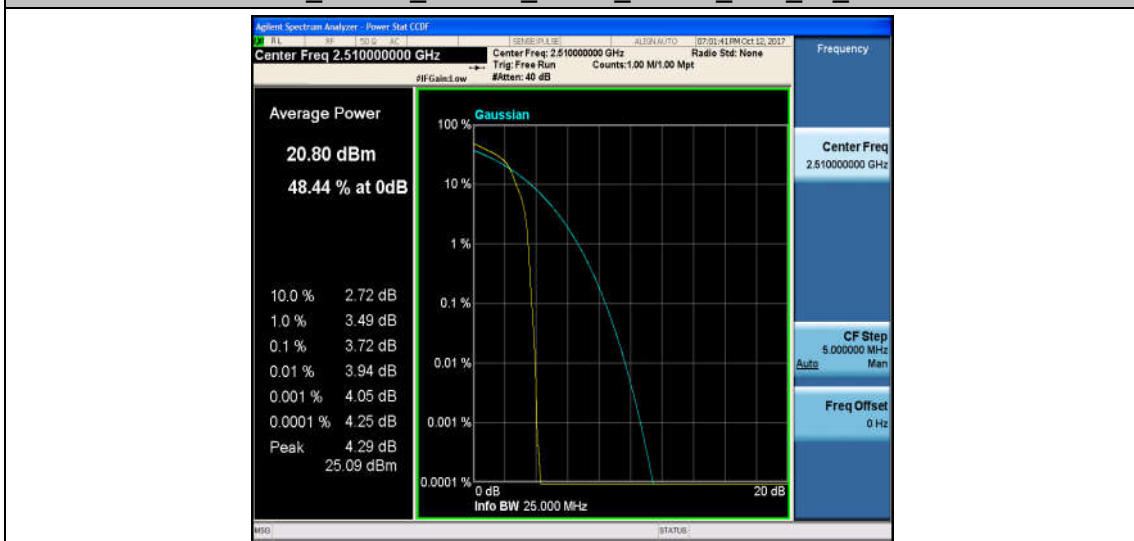 Agilent Spectrum Analyzer - Power Stat CCDF
RL RF 50 Ω AC SENSE:PULSE ALIGN AUTO 07:01:41 PM Oct 12, 2017
Center Freq 2.510000000 GHz
Center Freq: 2.510000000 GHz Radio Std: None
Trig: Free Run Counts:1.00 M/1.00 Mpt
#IFGain:Low #Atten: 40 dB
Frequency
Average Power
20.80 dBm
48.44 % at 0dB
10.0 % 2.72 dB
1.0 % 3.49 dB
0.1 % 3.72 dB
0.01 % 3.94 dB
0.001 % 4.05 dB
0.0001 % 4.25 dB
Peak 4.29 dB
25.09 dBm
Gaussian
100 %
10 %
1 %
0.1 %
0.01 %
0.001 %
0.0001 %
0 dB 20 dB
Info BW 25.000 MHz
Center Freq
2.510000000 GHz
CF Step
5.000000 MHz
Auto Man
Freq Offset
0 Hz
MSG STATUS